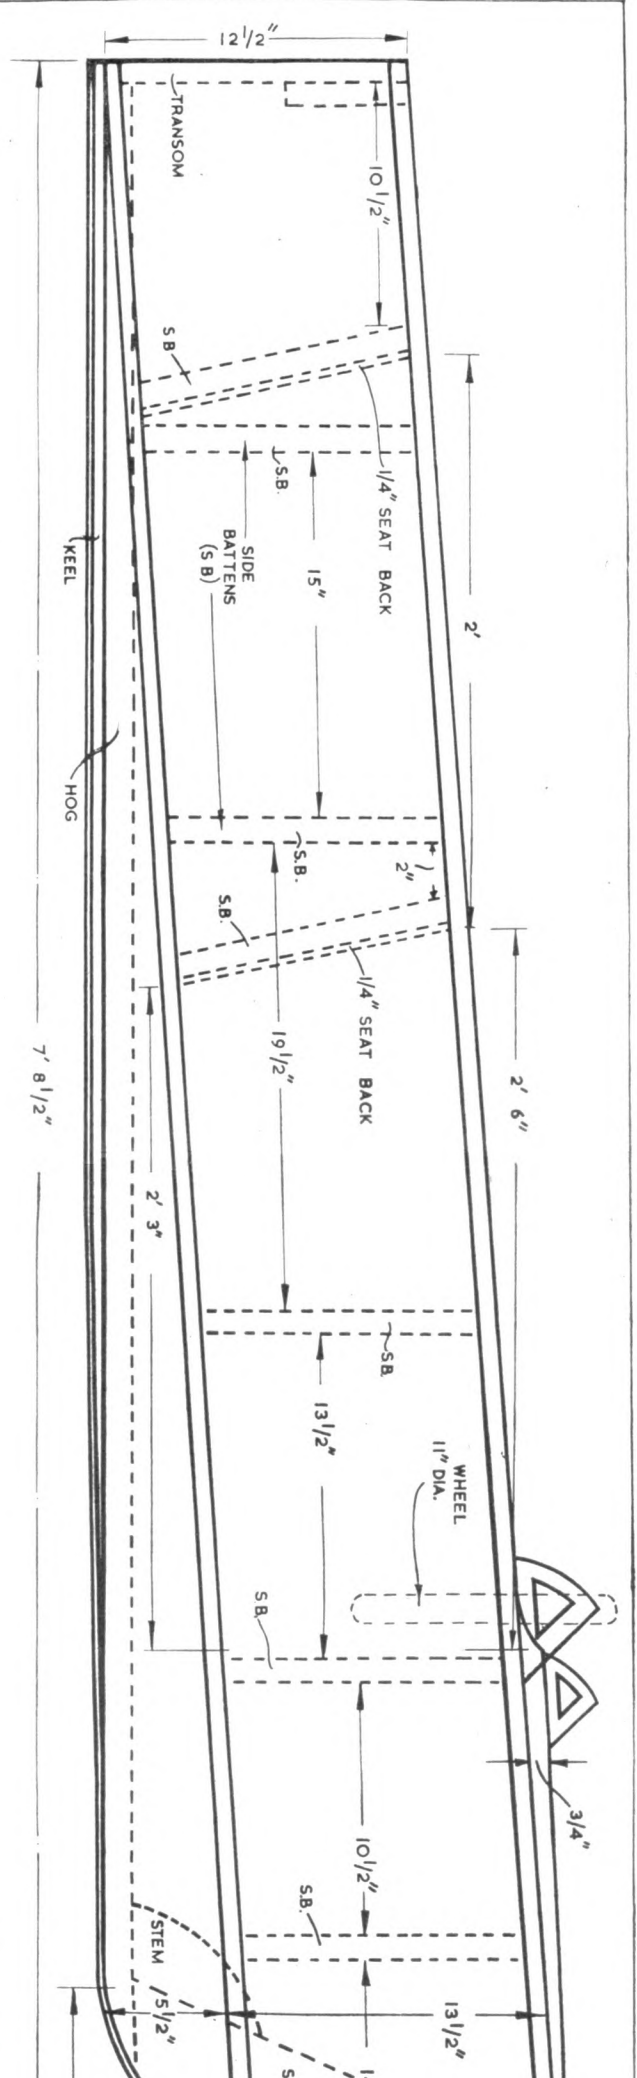 12 1/2"
TRANSOM
10 1/2"
S B
1/4" SEAT BACK
S.B.
SIDE
BATTENS
(S B)
15"
2'
KEEL
HOG
S.B.
2"
S.B.
1/4" SEAT BACK
19 1/2"
2' 6"
7' 8 1/2"
2' 3"
S.B.
13 1/2"
WHEEL
11" DIA.
S.B.
3/4"
10 1/2"
S.B.
STEM
5 1/2"
13 1/2"